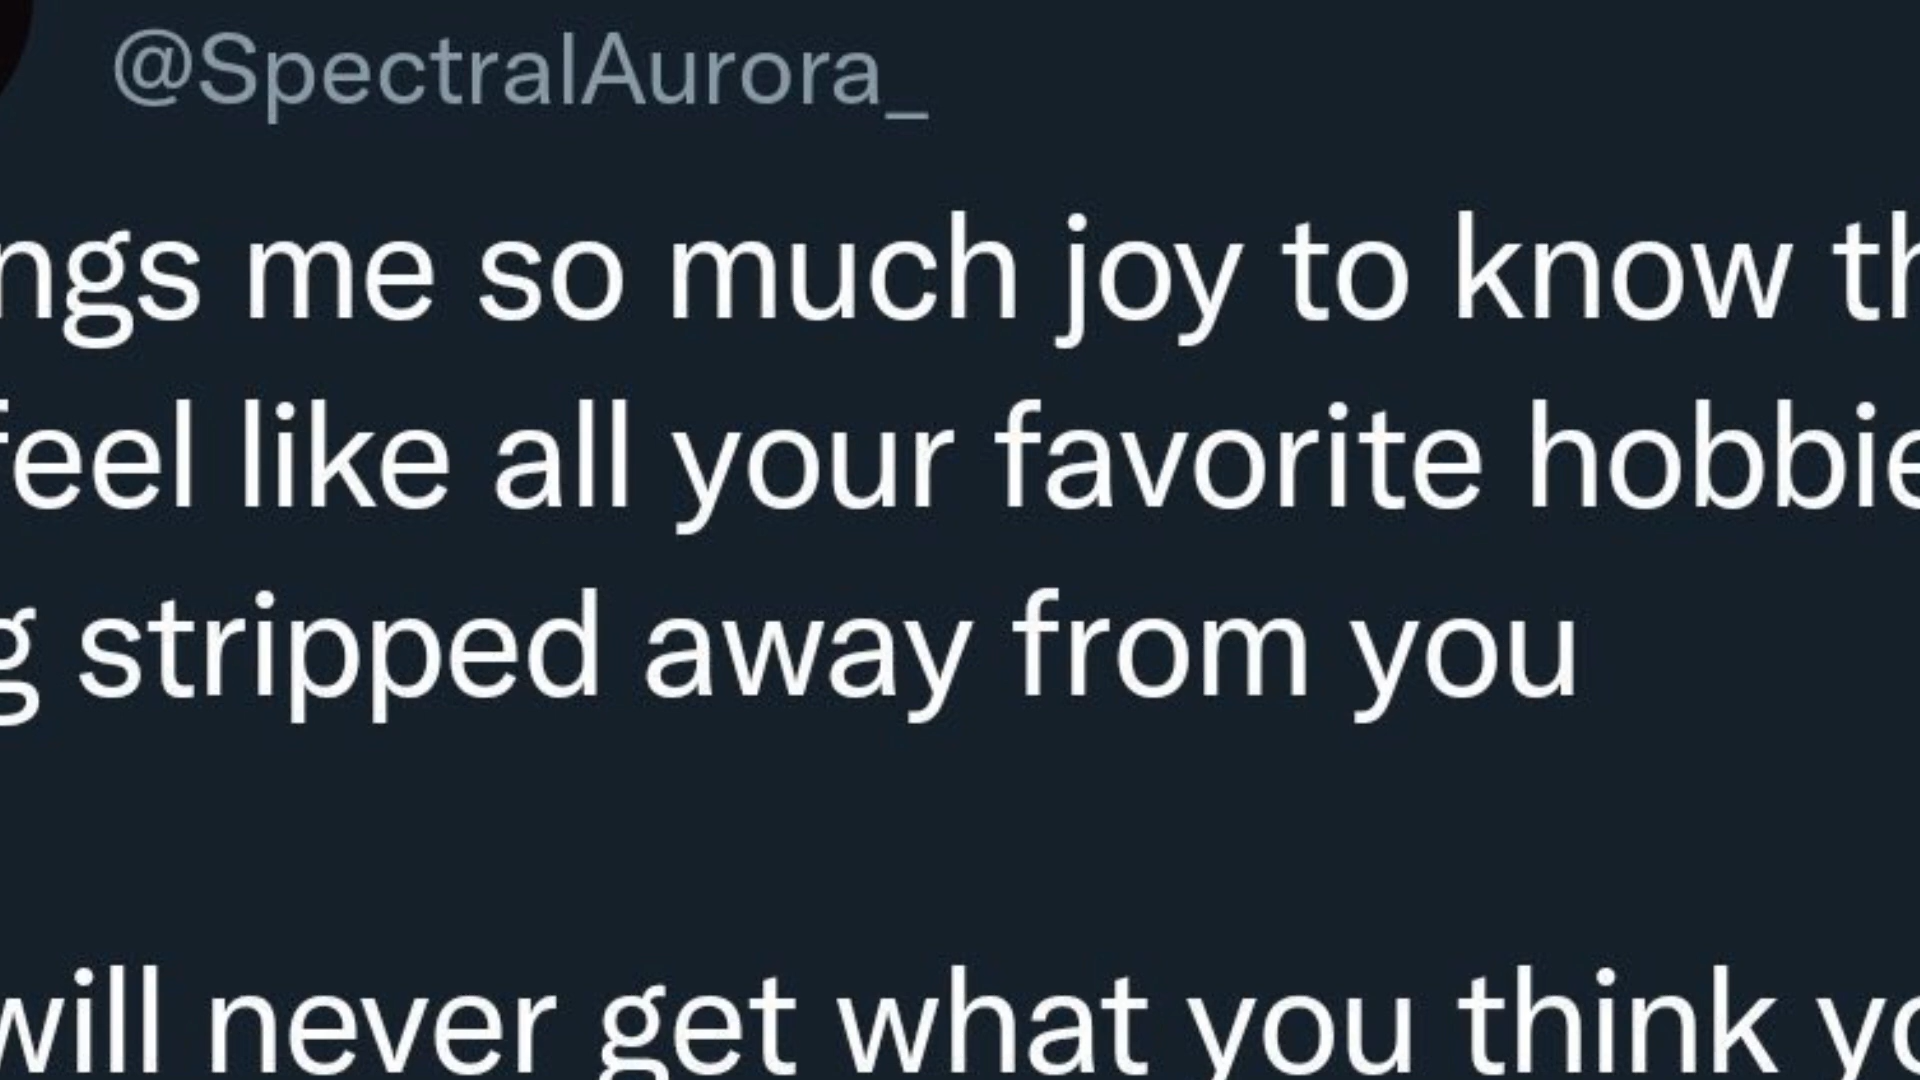 @SpectralAurora_
ngs me so much joy to know th
feel like all your favorite hobbie
g stripped away from you
will never get what you think yo